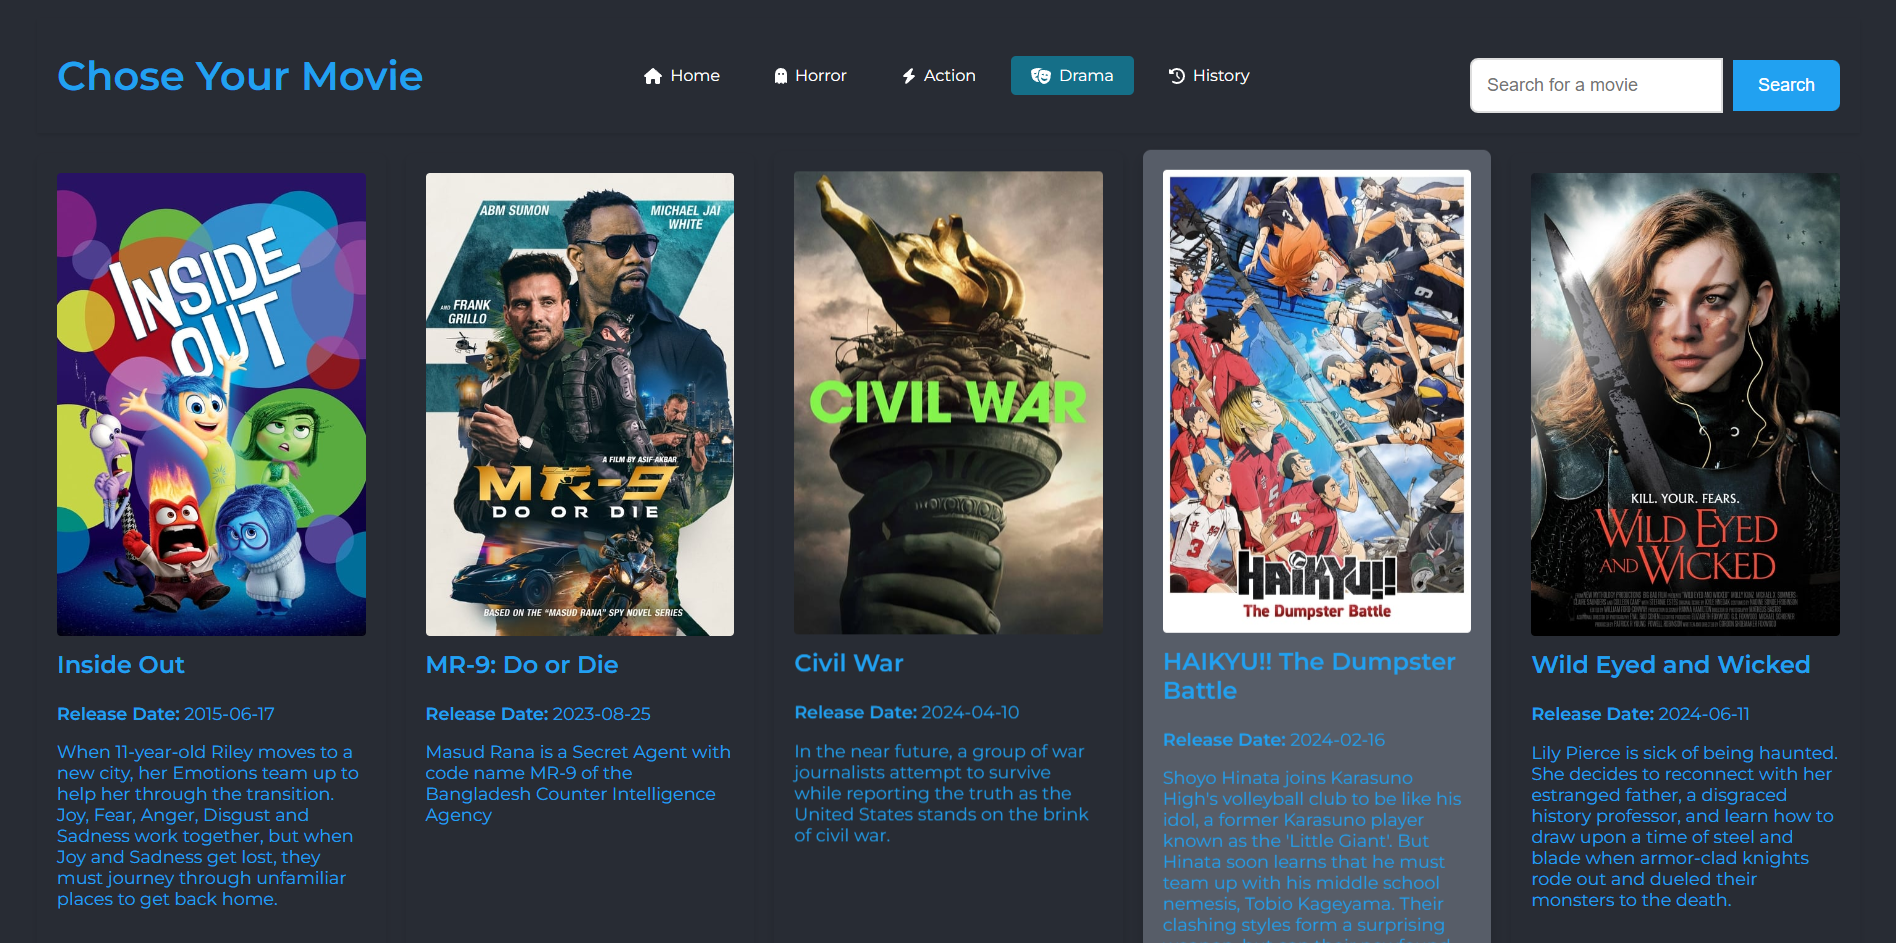 Chose Your Movie
Home
Horror
Action
Drama
History
Search for a movie
Search
INSIDE
OUT
Inside Out
Release Date: 2015-06-17
When 11-year-old Riley moves to a
new city, her Emotions team up to
help her through the transition.
Joy, Fear, Anger, Disgust and
Sadness work together, but when
Joy and Sadness get lost, they
must journey through unfamiliar
places to get back home.
ABM SUMON
MICHAEL JAI
WHITE
AND FRANK
GRILLO
A FILM BY ASIF AKBAR
MR-9
DO OR DIE
BASED ON THE "MASUD RANA" SPY NOVEL SERIES
MR-9: Do or Die
Release Date: 2023-08-25
Masud Rana is a Secret Agent with
code name MR-9 of the
Bangladesh Counter Intelligence
Agency
CIVIL WAR
Civil War
Release Date: 2024-04-10
In the near future, a group of war
journalists attempt to survive
while reporting the truth as the
United States stands on the brink
of civil war.
HAIKYU!!
The Dumpster Battle
HAIKYU!! The Dumpster
Battle
Release Date: 2024-02-16
Shoyo Hinata joins Karasuno
High's volleyball club to be like his
idol, a former Karasuno player
known as the 'Little Giant'. But
Hinata soon learns that he must
team up with his middle school
nemesis, Tobio Kageyama. Their
clashing styles form a surprising
KILL. YOUR. FEARS.
WILD EYED
AND WICKED
Wild Eyed and Wicked
Release Date: 2024-06-11
Lily Pierce is sick of being haunted.
She decides to reconnect with her
estranged father, a disgraced
history professor, and learn how to
draw upon a time of steel and
blade when armor-clad knights
rode out and dueled their
monsters to the death.